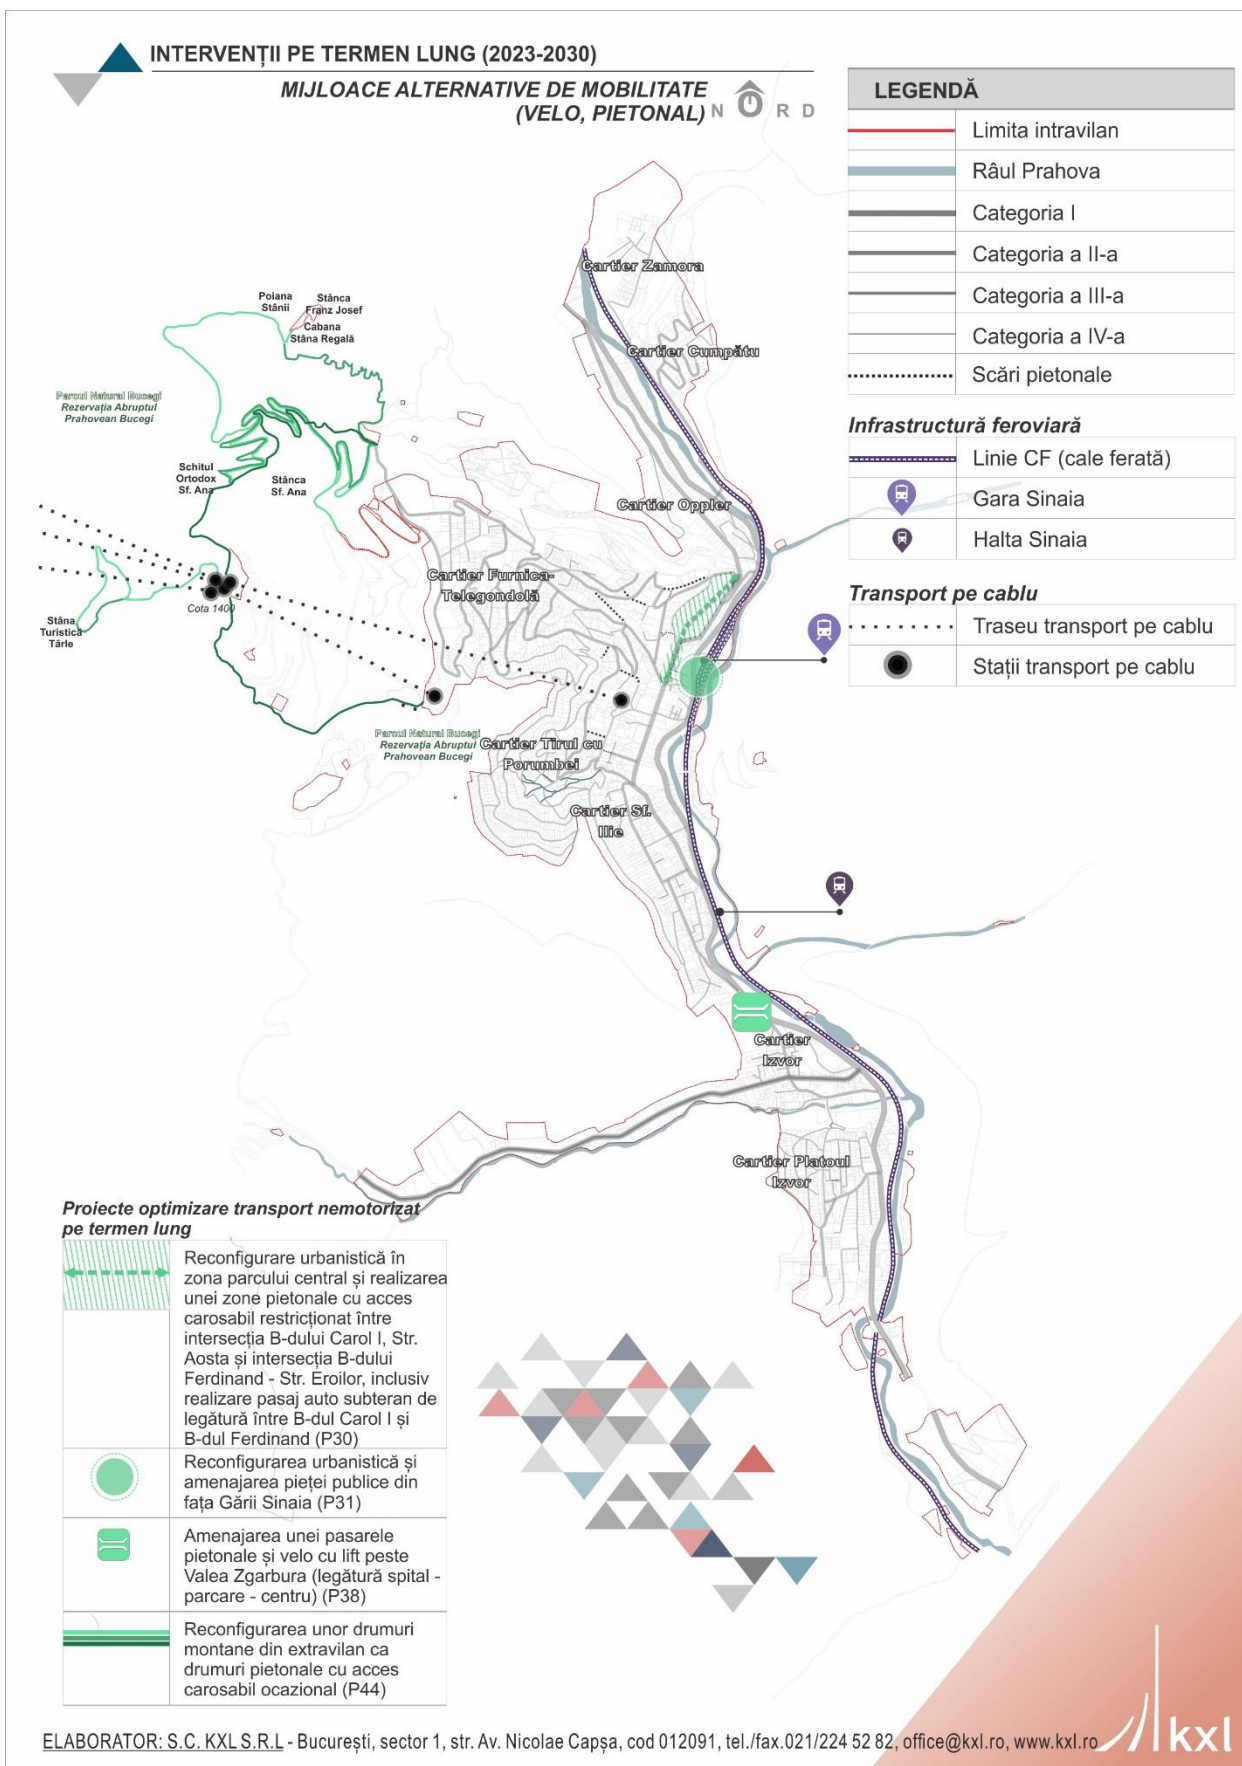 INTERVENȚII PE TERMEN LUNG (2023-2030)
MIJLOACE ALTERNATIVE DE MOBILITATE
(VELO, PIETONAL)
N O R D
LEGENDĂ
Limita intravilan
Râul Prahova
Categoria I
Categoria a II-a
Categoria a III-a
Categoria a IV-a
Scări pietonale
Infrastructură feroviară
Linie CF (cale ferată)
Gara Sinaia
Halta Sinaia
Transport pe cablu
Traseu transport pe cablu
Stații transport pe cablu
Cartier Zamora
Cartier Cumpătu
Poiana
Stânii
Stânca
Franz Josef
Cabana
Stâna Regală
Parcul Natural Bucegi
Rezervația Abruptul
Prahovean Bucegi
Schitul
Ortodox
Sf. Ana
Stânca
Sf. Ana
Cartier Oppler
Cartier Furnica-
Telegondolă
Cota 1400
Stâna
Turistica
Târle
Parcul Natural Bucegi
Rezervația Abruptul
Prahovean Bucegi
Cartier Tirul cu
Porumbei
Cartier Sf.
Ilie
Cartier
Izvor
Cartier Platoul
Izvor
Proiecte optimizare transport nemotorizat
pe termen lung
Reconfigurare urbanistică în
zona parcului central și realizarea
unei zone pietonale cu acces
carosabil restricționat între
intersecția B-dului Carol I, Str.
Aosta și intersecția B-dului
Ferdinand - Str. Eroilor, inclusiv
realizare pasaj auto subteran de
legătură între B-dul Carol I și
B-dul Ferdinand (P30)
Reconfigurarea urbanistică și
amenajarea pieței publice din
fața Gării Sinaia (P31)
Amenajarea unei pasarele
pietonale și velo cu lift peste
Valea Zgarbura (legătură spital -
parcare - centru) (P38)
Reconfigurarea unor drumuri
montane din extravilan ca
drumuri pietonale cu acces
carosabil ocazional (P44)
ELABORATOR: S.C. KXL S.R.L - București, sector 1, str. Av. Nicolae Capșa, cod 012091, tel./fax.021/224 52 82, office@kxl.ro, www.kxl.ro
kxl